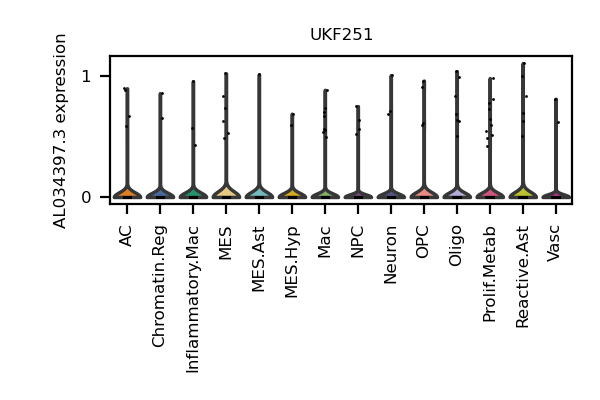 UKF251
AL034397.3 expression
1
0
AC
Chromatin.Reg
Inflammatory.Mac
MES
MES.Ast
MES.Hyp
Mac
NPC
Neuron
OPC
Oligo
Prolif.Metab
Reactive.Ast
Vasc